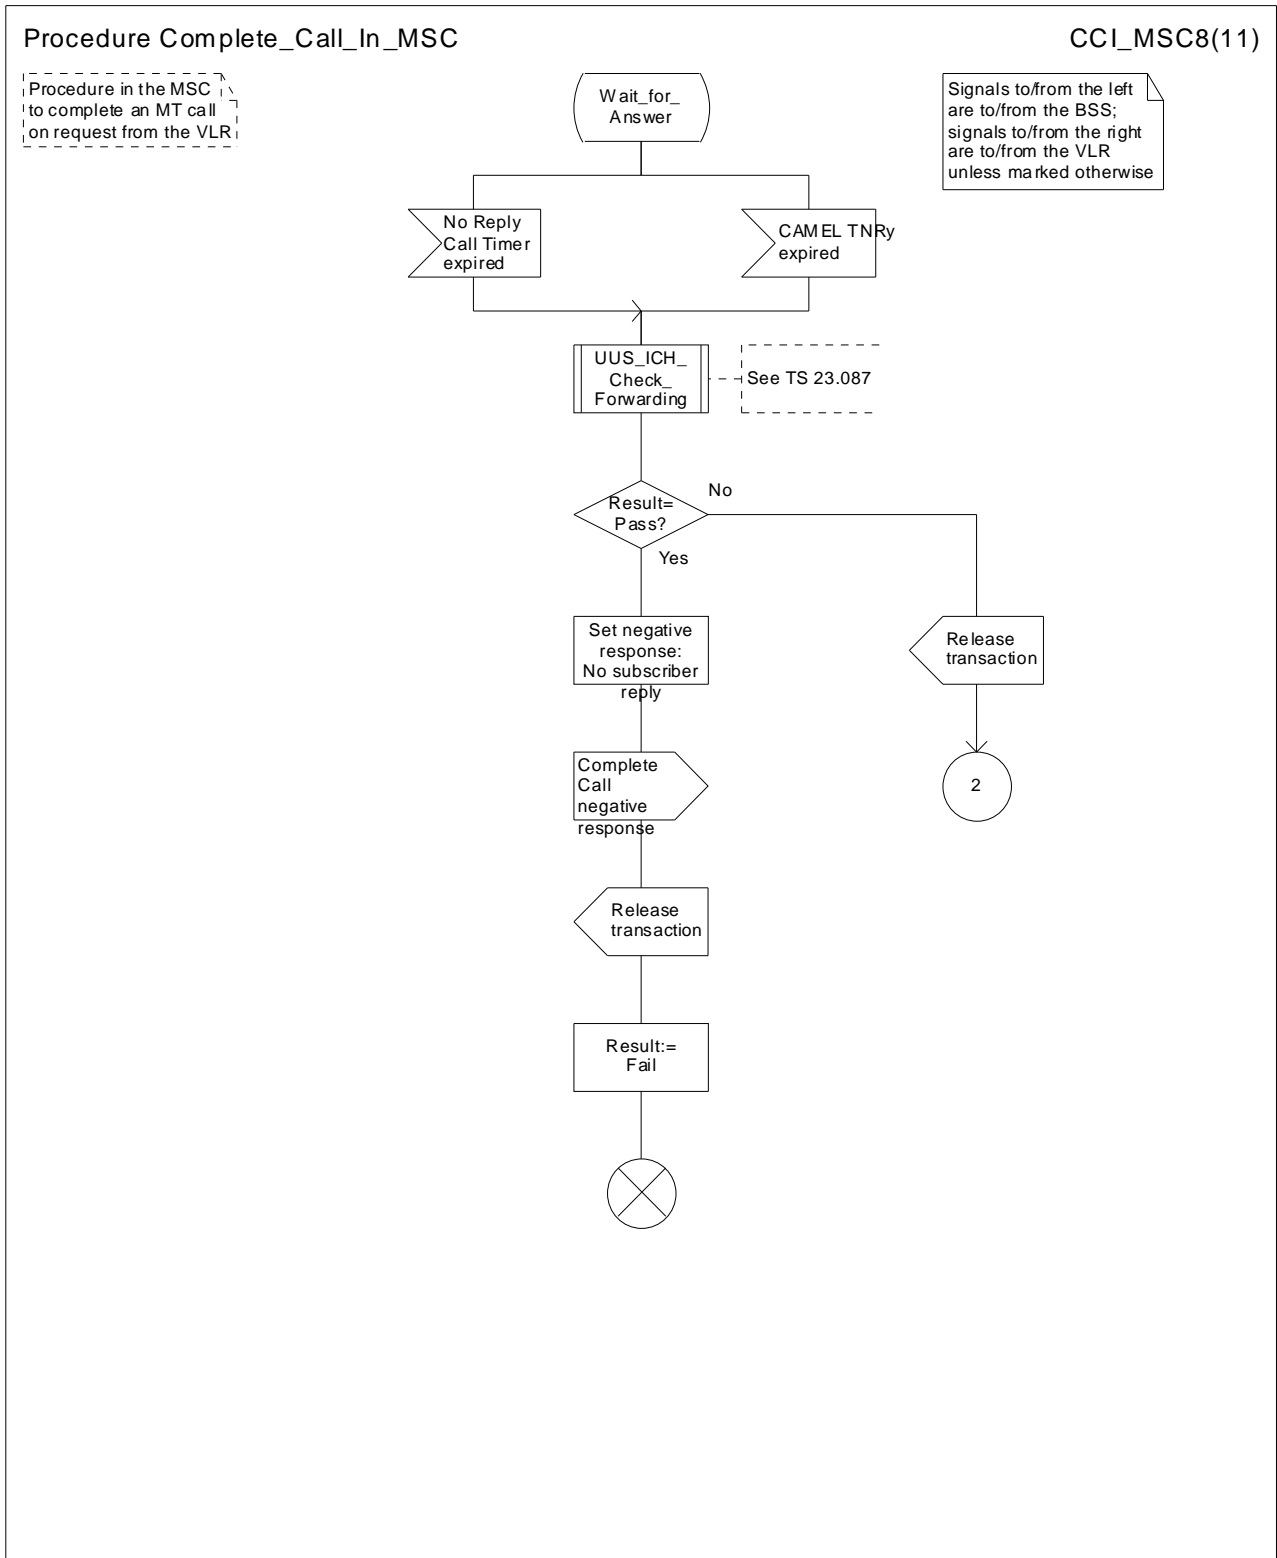 Procedure Complete_Call_In_MSC
CCI_MSC8(11)
Procedure in the MSC
to complete an MT call
on request from the VLR
Signals to/from the left
are to/from the BSS;
signals to/from the right
are to/from the VLR
unless marked otherwise
Wait_for_
Answer
No Reply
Call Timer
expired
CAMEL TNRy
expired
UUS_ICH_
Check_
Forwarding
See TS 23.087
Result=
Pass?
No
Yes
Set negative
response:
No subscriber
reply
Release
transaction
Complete
Call
negative
response
2
Release
transaction
Result:=
Fail